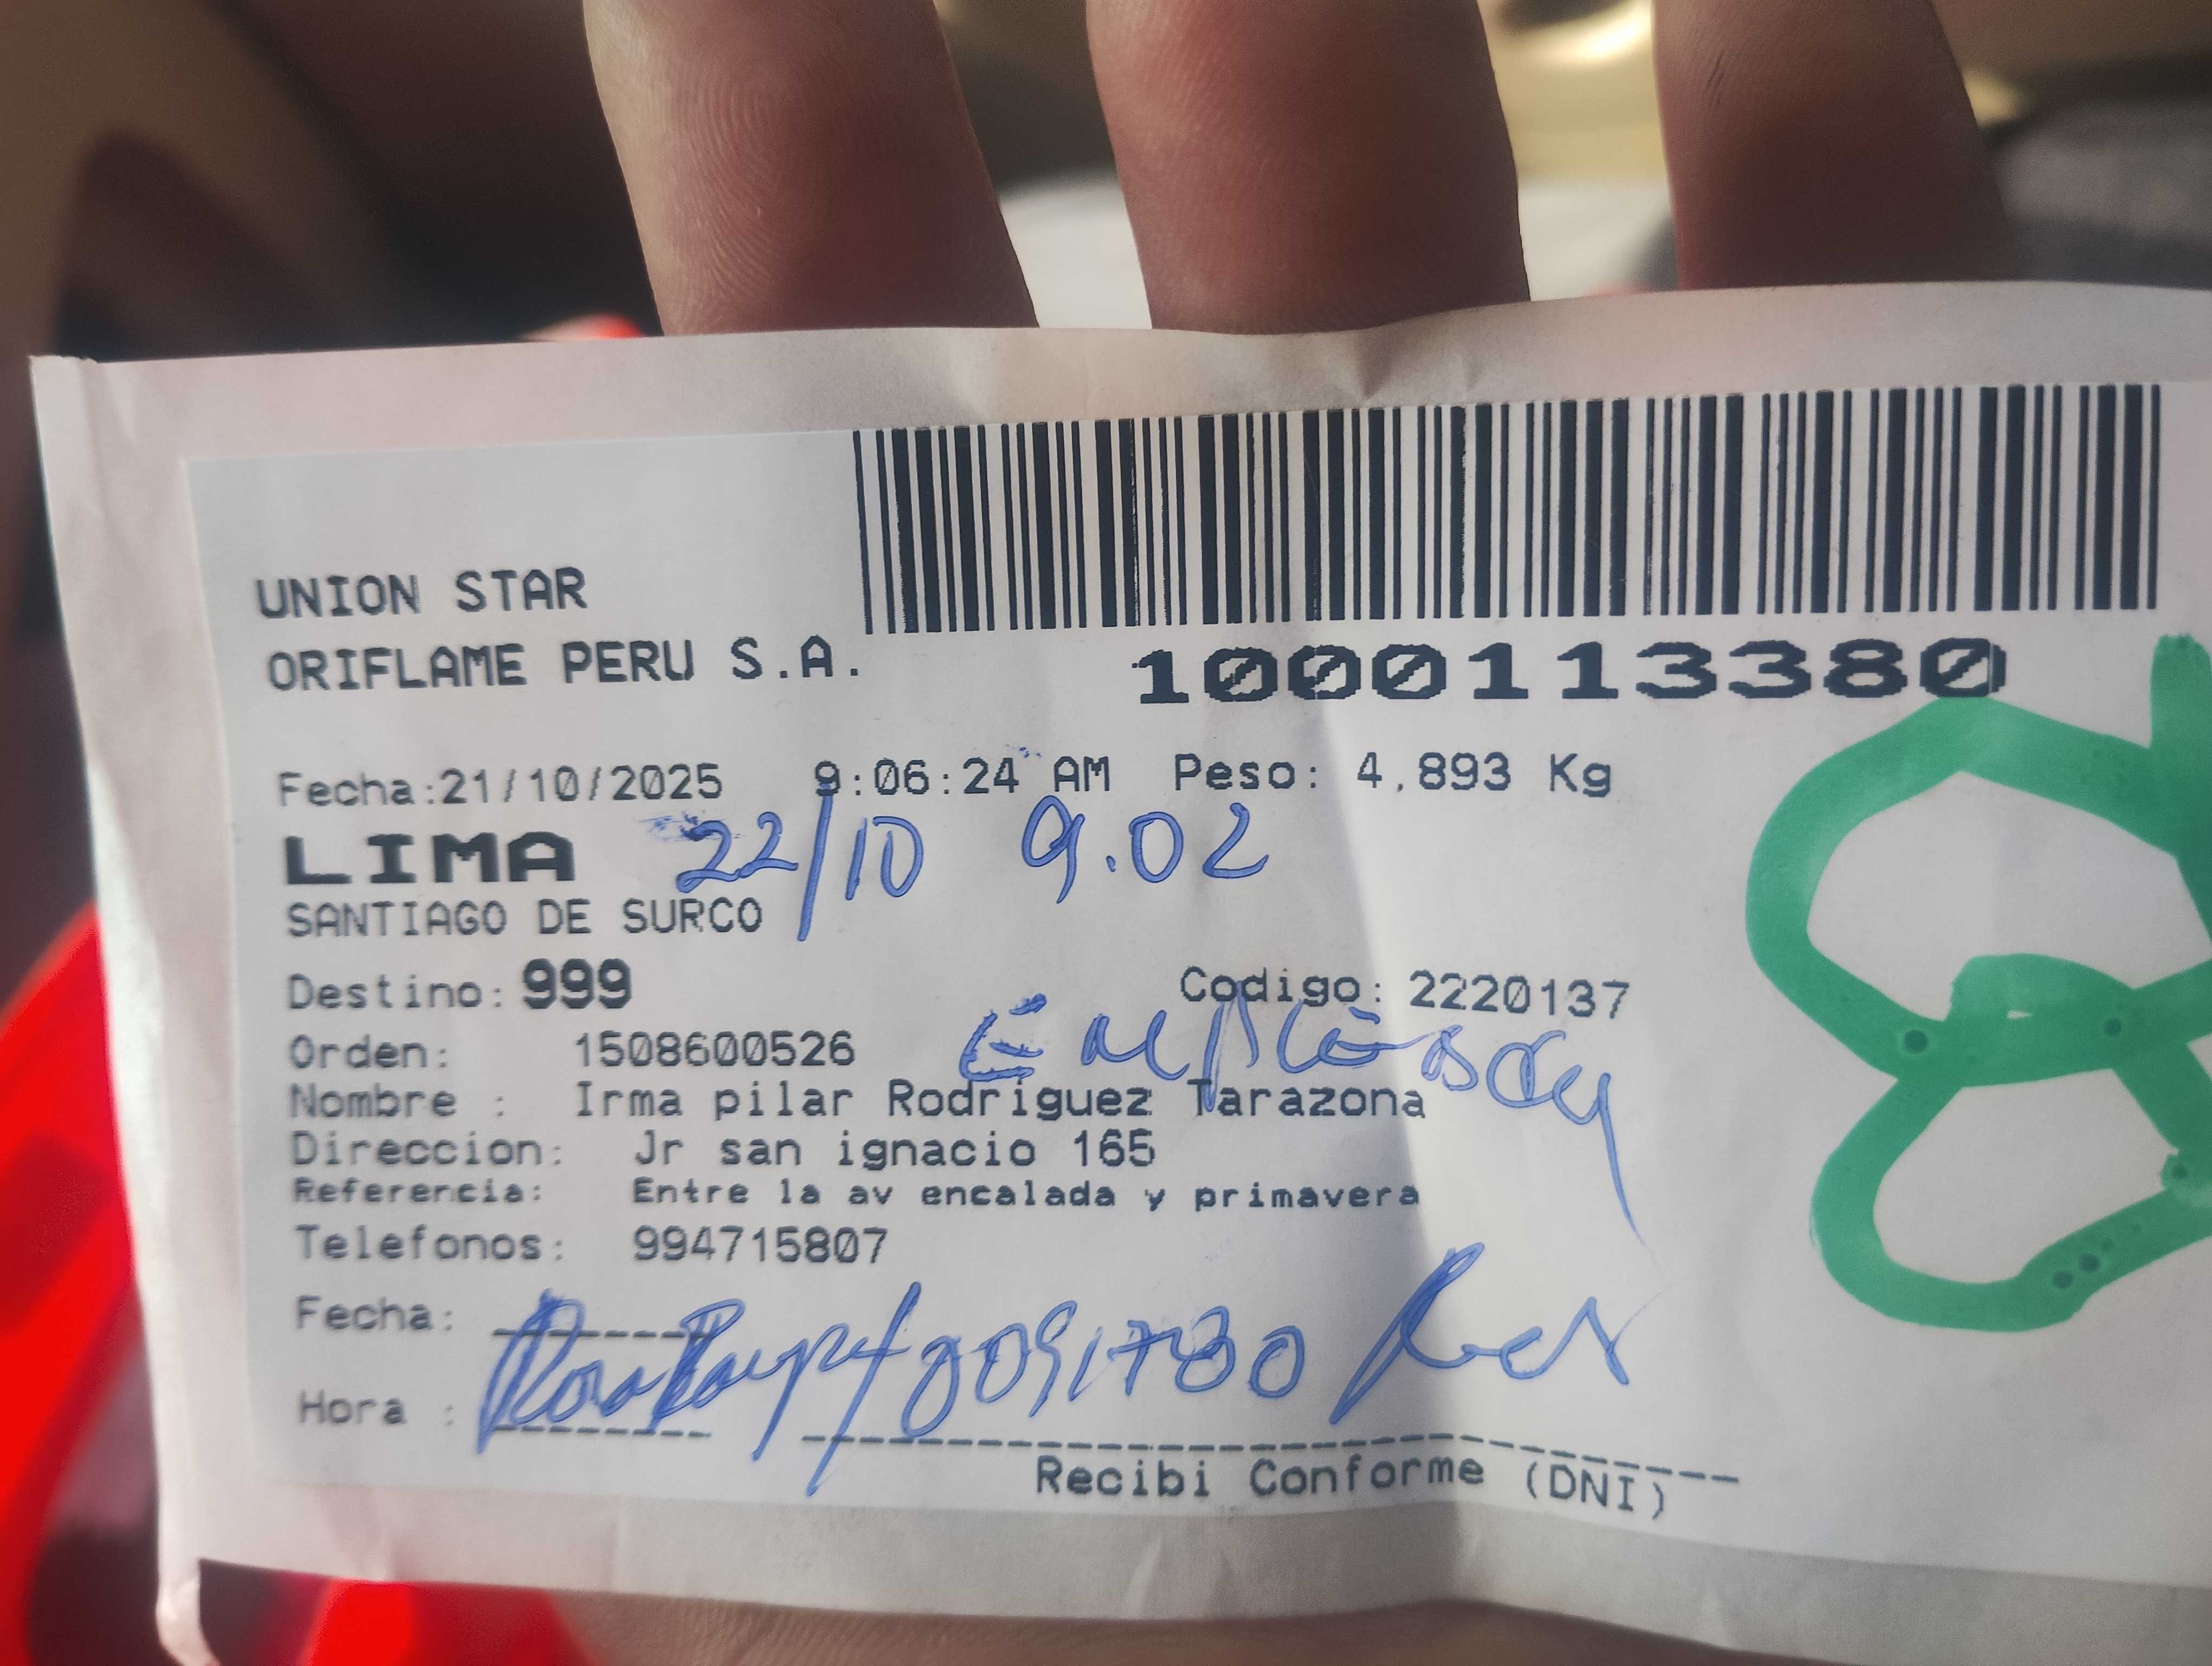 UNION STAR
ORIFLAME PERU S.A.
1000113380
Fecha:21/10/2025 9:06:24 AM Peso: 4,893 Kg
LIMA 22/10 9.02
SANTIAGO DE SURCO
Destino: 999 Codigo: 2220137
Orden: 1508600526
Nombre : Irma pilar Rodriguez Tarazona
Direccion: Jr san ignacio 165
Referencia: Entre la av encalada y primavera
Telefonos: 994715807
Fecha:
Hora :
Recibi Conforme (DNI)